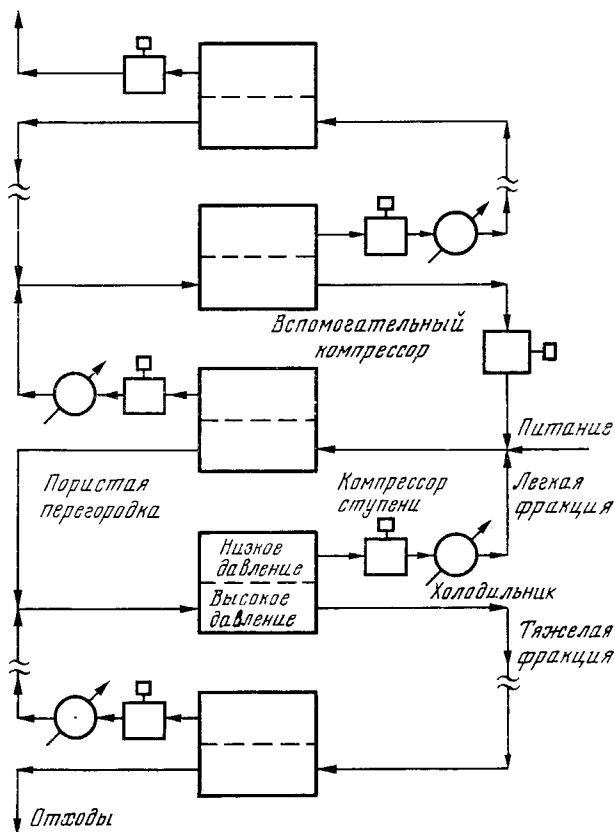 Вспомогательный
компрессор
Питание
Пористая
перегородка
Компрессор
ступени
Легкая
фракция
Низкое
давление
Высокое
давление
Холодильник
Тяжелая
фракция
Отходы